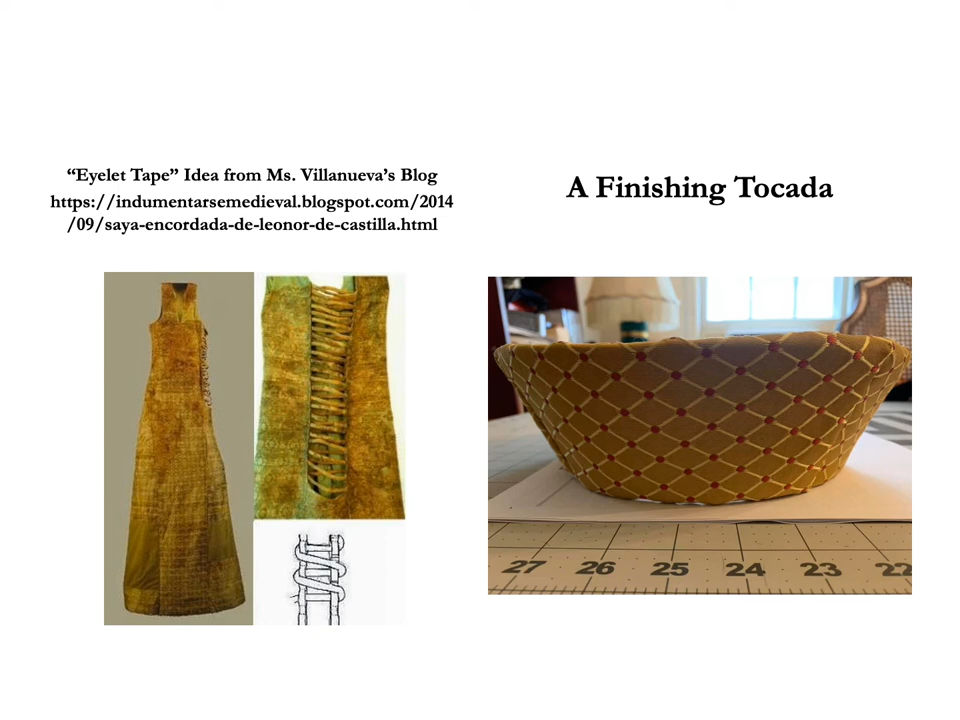 “Eyelet Tape” Idea from Ms. Villanueva’s Blog
https://indumentarsemedieval.blogspot.com/2014
/09/saya-encordada-de-leonor-de-castilla.html
A Finishing Tocada
27 26 25 24 23 22